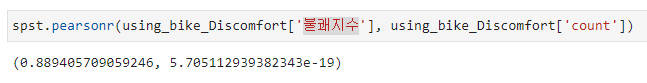 spst.pearsonr(using_bike_Discomfort['불쾌지수'], using_bike_Discomfort['count'])
(0.889405709059246, 5.705112939382343e-19)